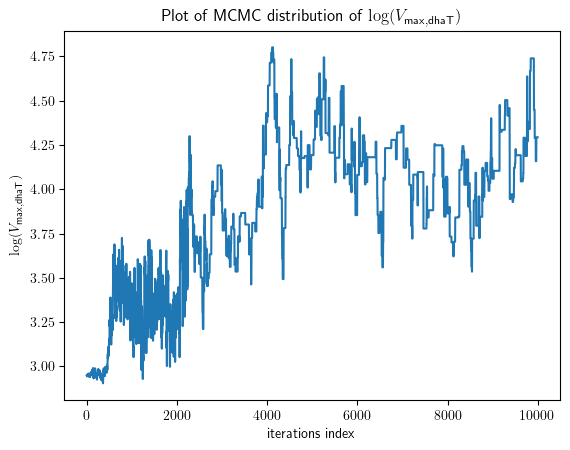 Plot of MCMC distribution of log(V_max,dhaT)
log(V_max,dhaT)
4.75
4.50
4.25
4.00
3.75
3.50
3.25
3.00
0 2000 4000 6000 8000 10000
iterations index